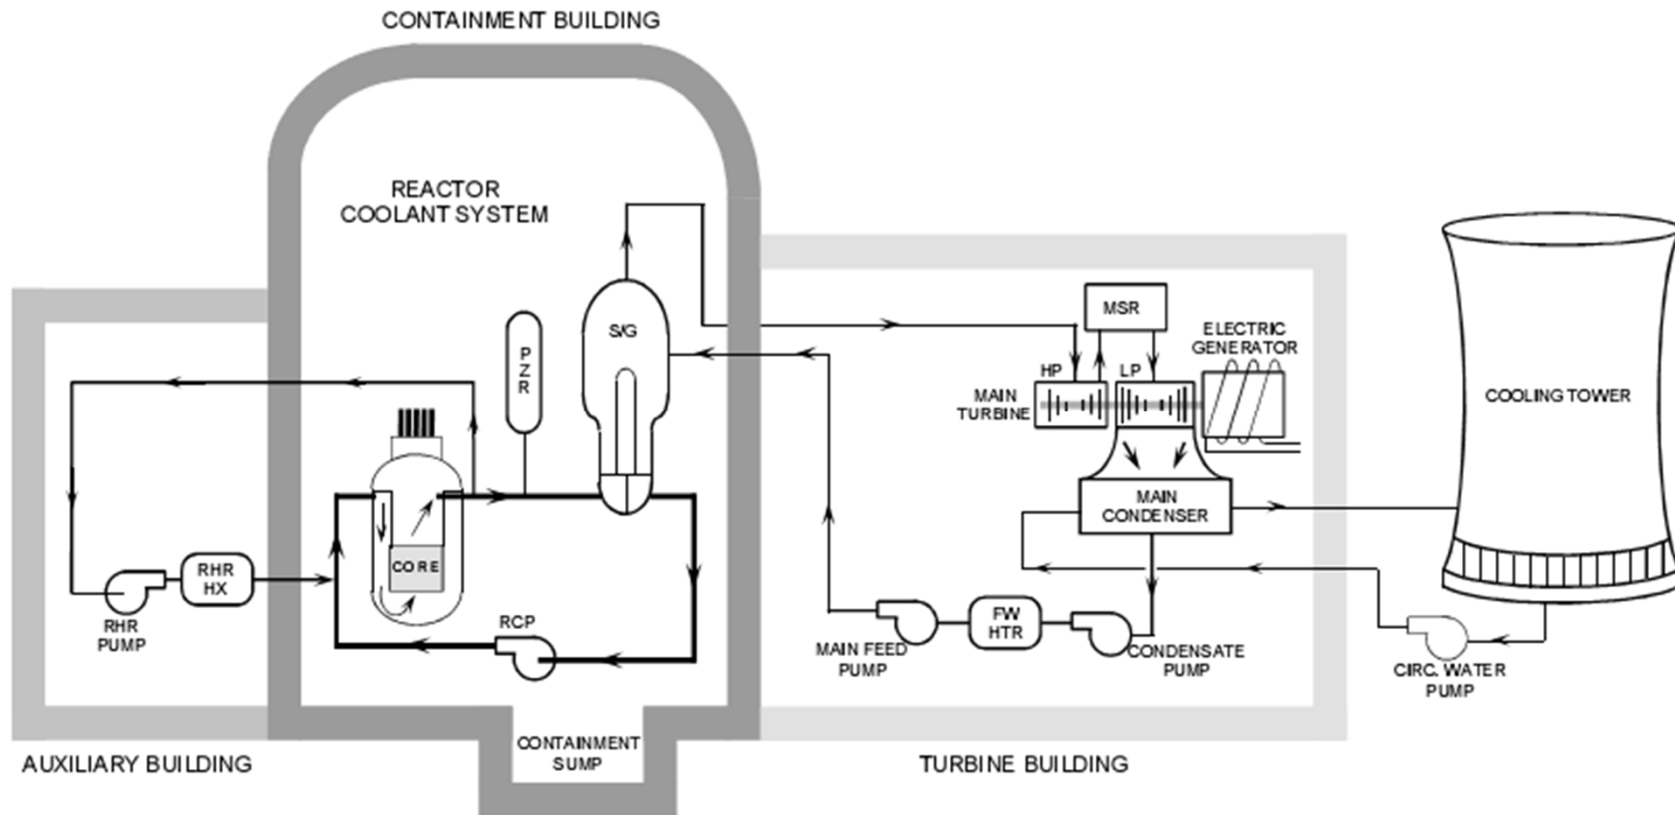 CONTAINMENT BUILDING
REACTOR
COOLANT SYSTEM
S/G
P
Z
R
CORE
RHR
HX
RHR
PUMP
RCP
CONTAINMENT
SUMP
AUXILIARY BUILDING
MSR
ELECTRIC
GENERATOR
HP
LP
MAIN
TURBINE
MAIN
CONDENSER
COOLING TOWER
FW
HTR
MAIN FEED
PUMP
CONDENSATE
PUMP
CIRC. WATER
PUMP
TURBINE BUILDING